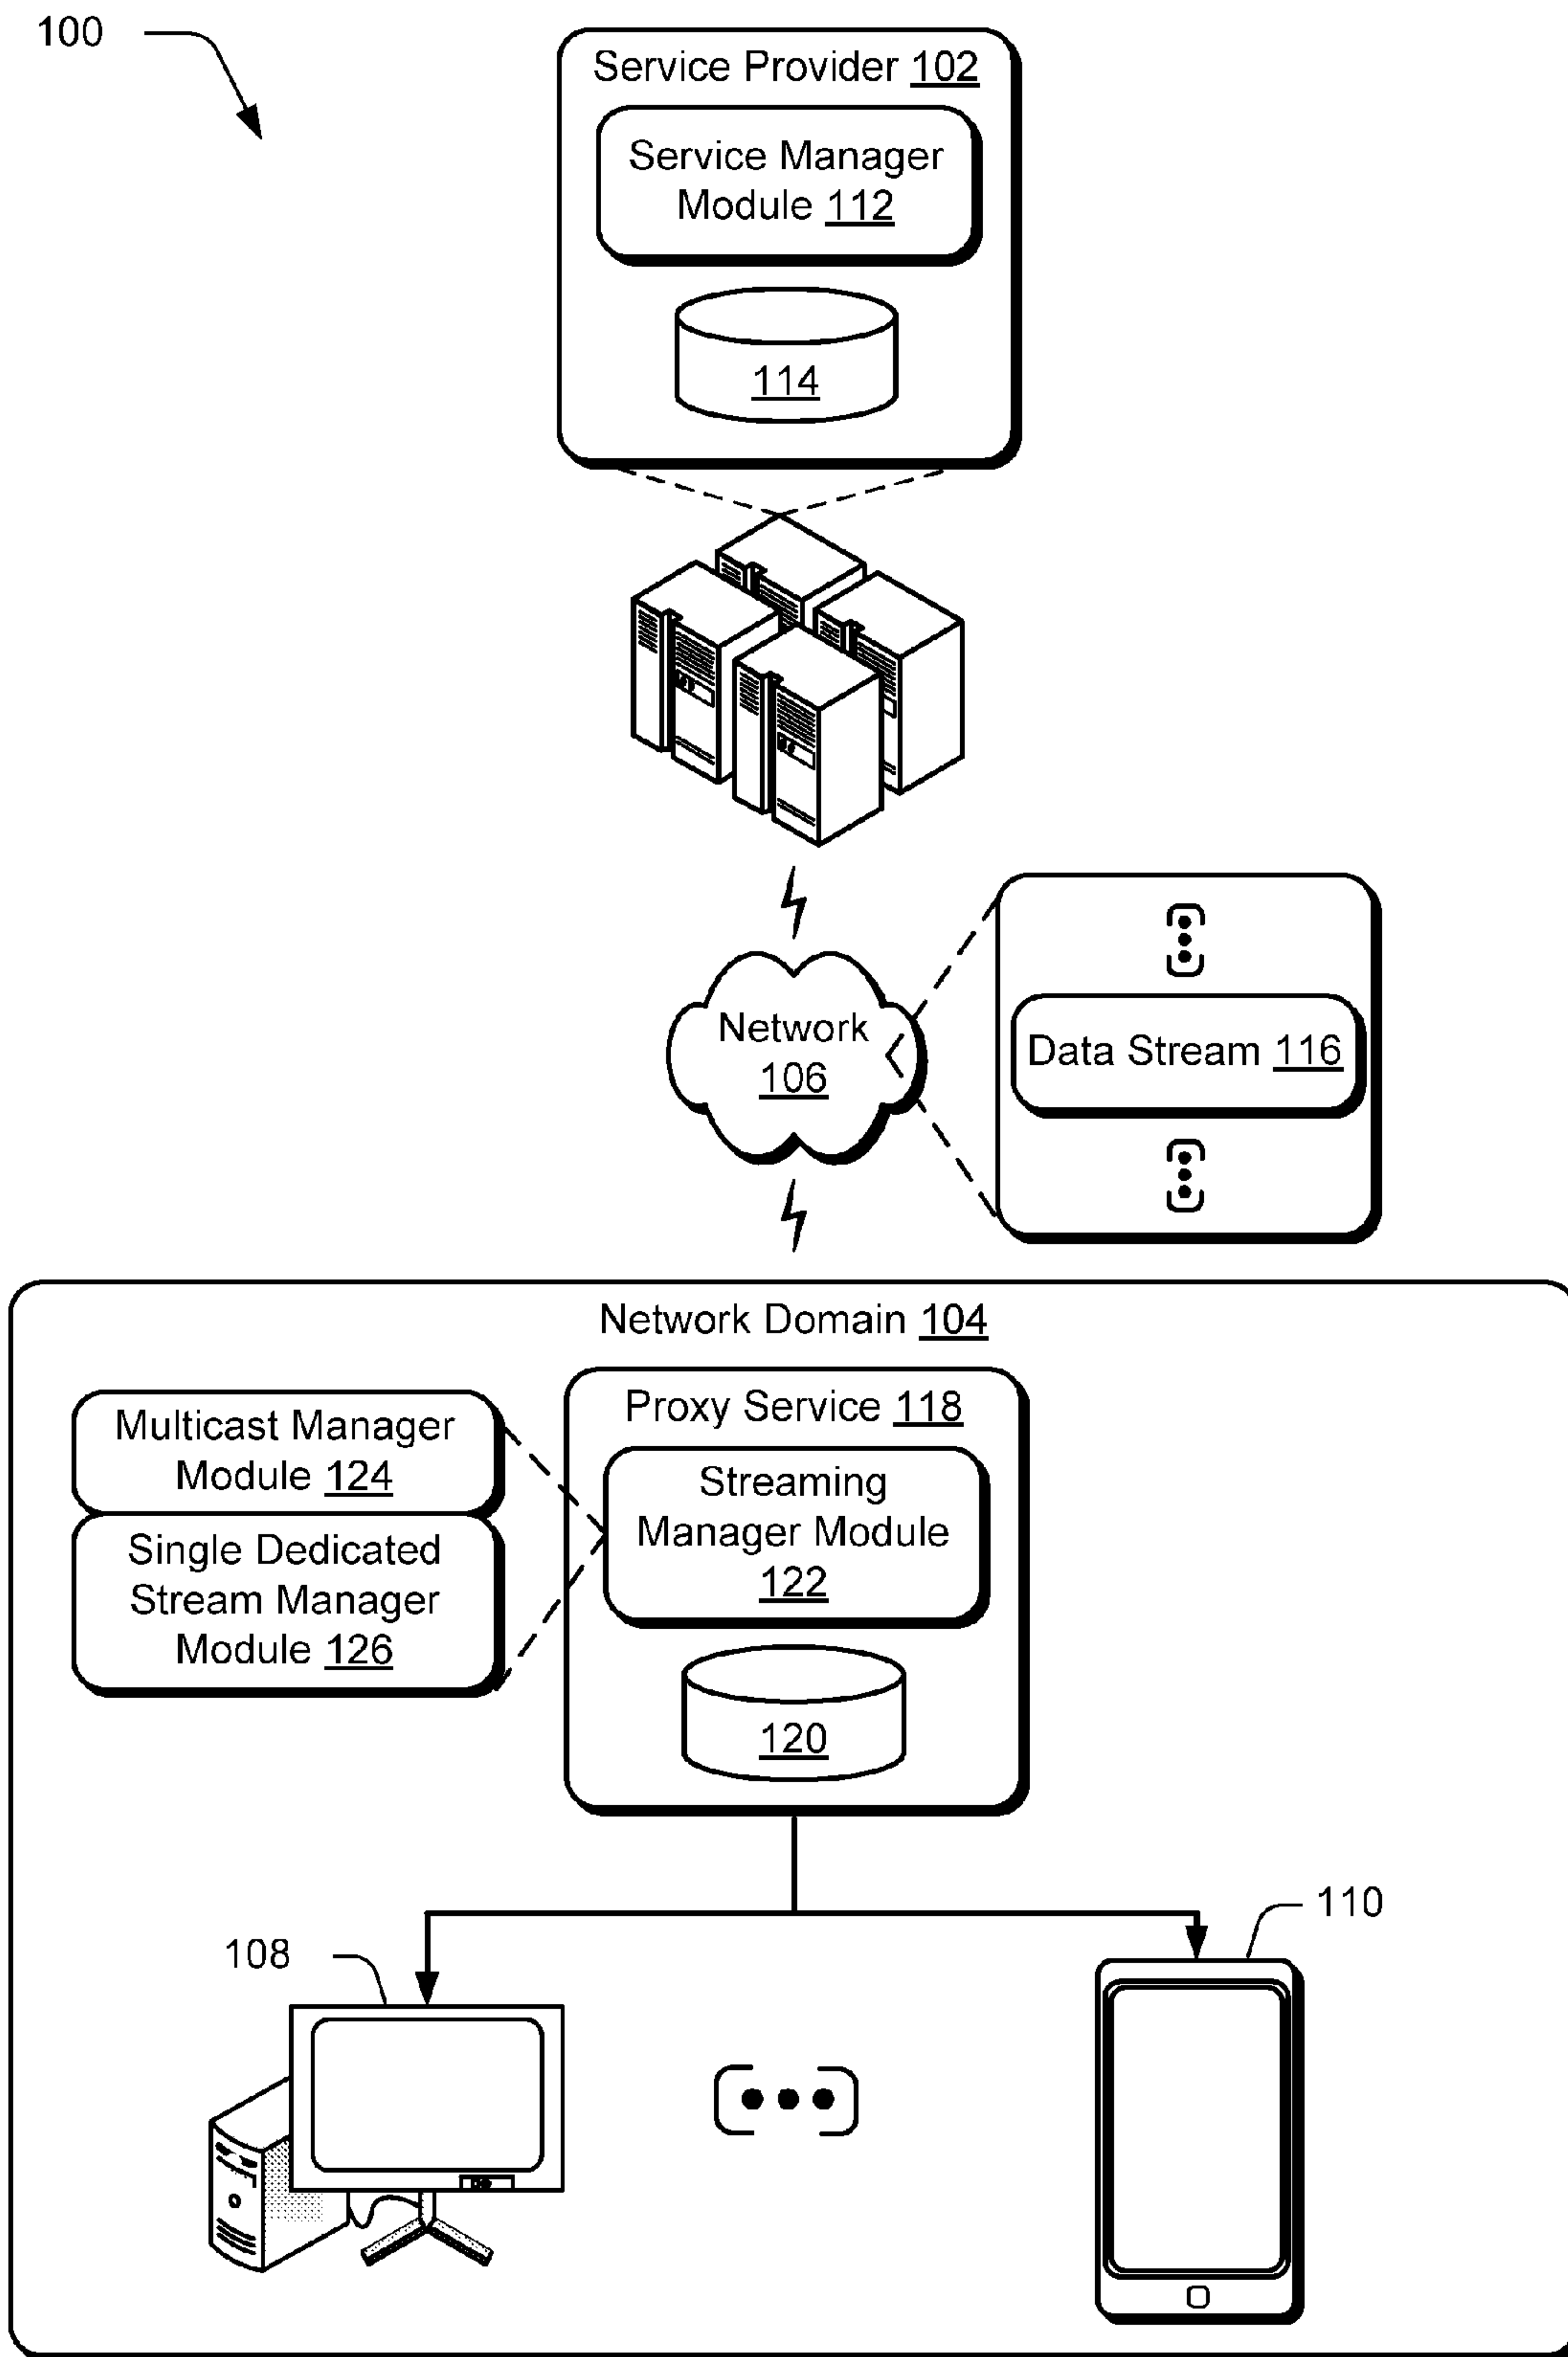 100
Service Provider 102
Service Manager
Module 112
114
Network
106
Data Stream 116
Network Domain 104
Multicast Manager
Module 124
Single Dedicated
Stream Manager
Module 126
Proxy Service 118
Streaming
Manager Module
122
120
108
110